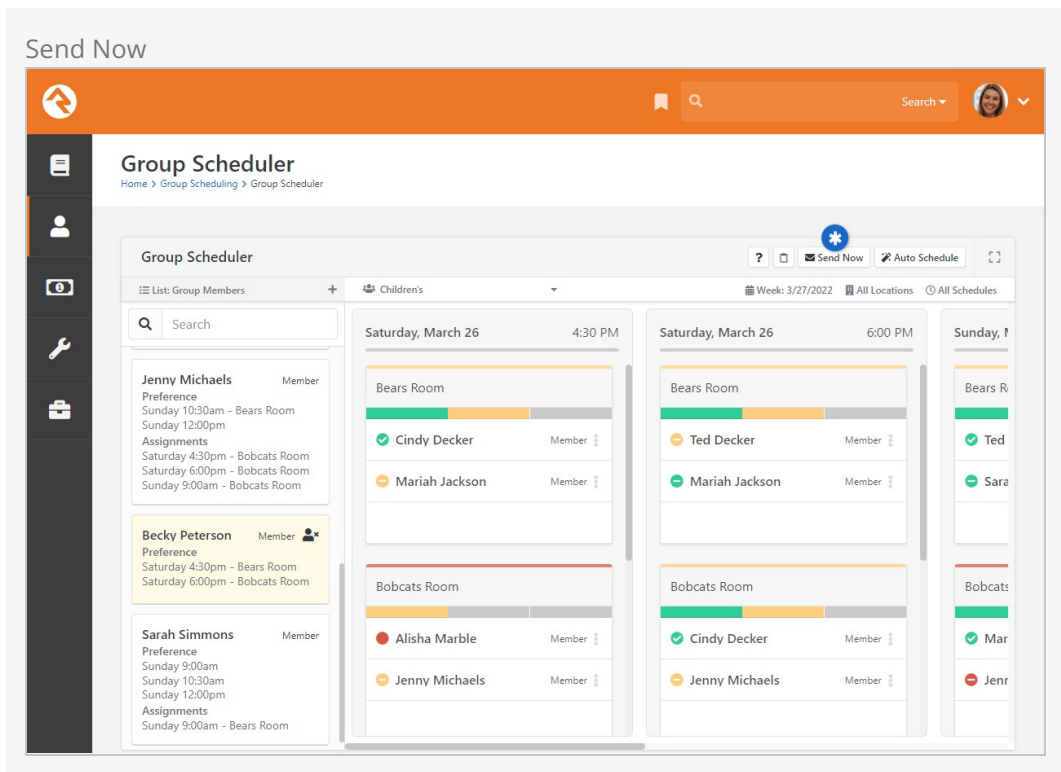 Send Now
Search
Group Scheduler
Home > Group Scheduling > Group Scheduler
Group Scheduler
? Send Now Auto Schedule
List: Group Members +
Children's
Week: 3/27/2022 All Locations All Schedules
Search
Jenny Michaels Member
Preference
Sunday 10:30am - Bears Room
Sunday 12:00pm
Assignments
Saturday 4:30pm - Bobcats Room
Saturday 6:00pm - Bobcats Room
Sunday 9:00am - Bobcats Room
Becky Peterson Member
Preference
Saturday 4:30pm - Bears Room
Saturday 6:00pm - Bobcats Room
Sarah Simmons Member
Preference
Sunday 9:00am
Sunday 10:30am
Sunday 12:00pm
Assignments
Sunday 9:00am - Bears Room
Saturday, March 26 4:30 PM
Bears Room
Cindy Decker Member
Mariah Jackson Member
Bobcats Room
Alisha Marble Member
Jenny Michaels Member
Saturday, March 26 6:00 PM
Bears Room
Ted Decker Member
Mariah Jackson Member
Bobcats Room
Cindy Decker Member
Jenny Michaels Member
Sunday,
Bears
Ted
Sara
Bobcats
Mar
Jenn